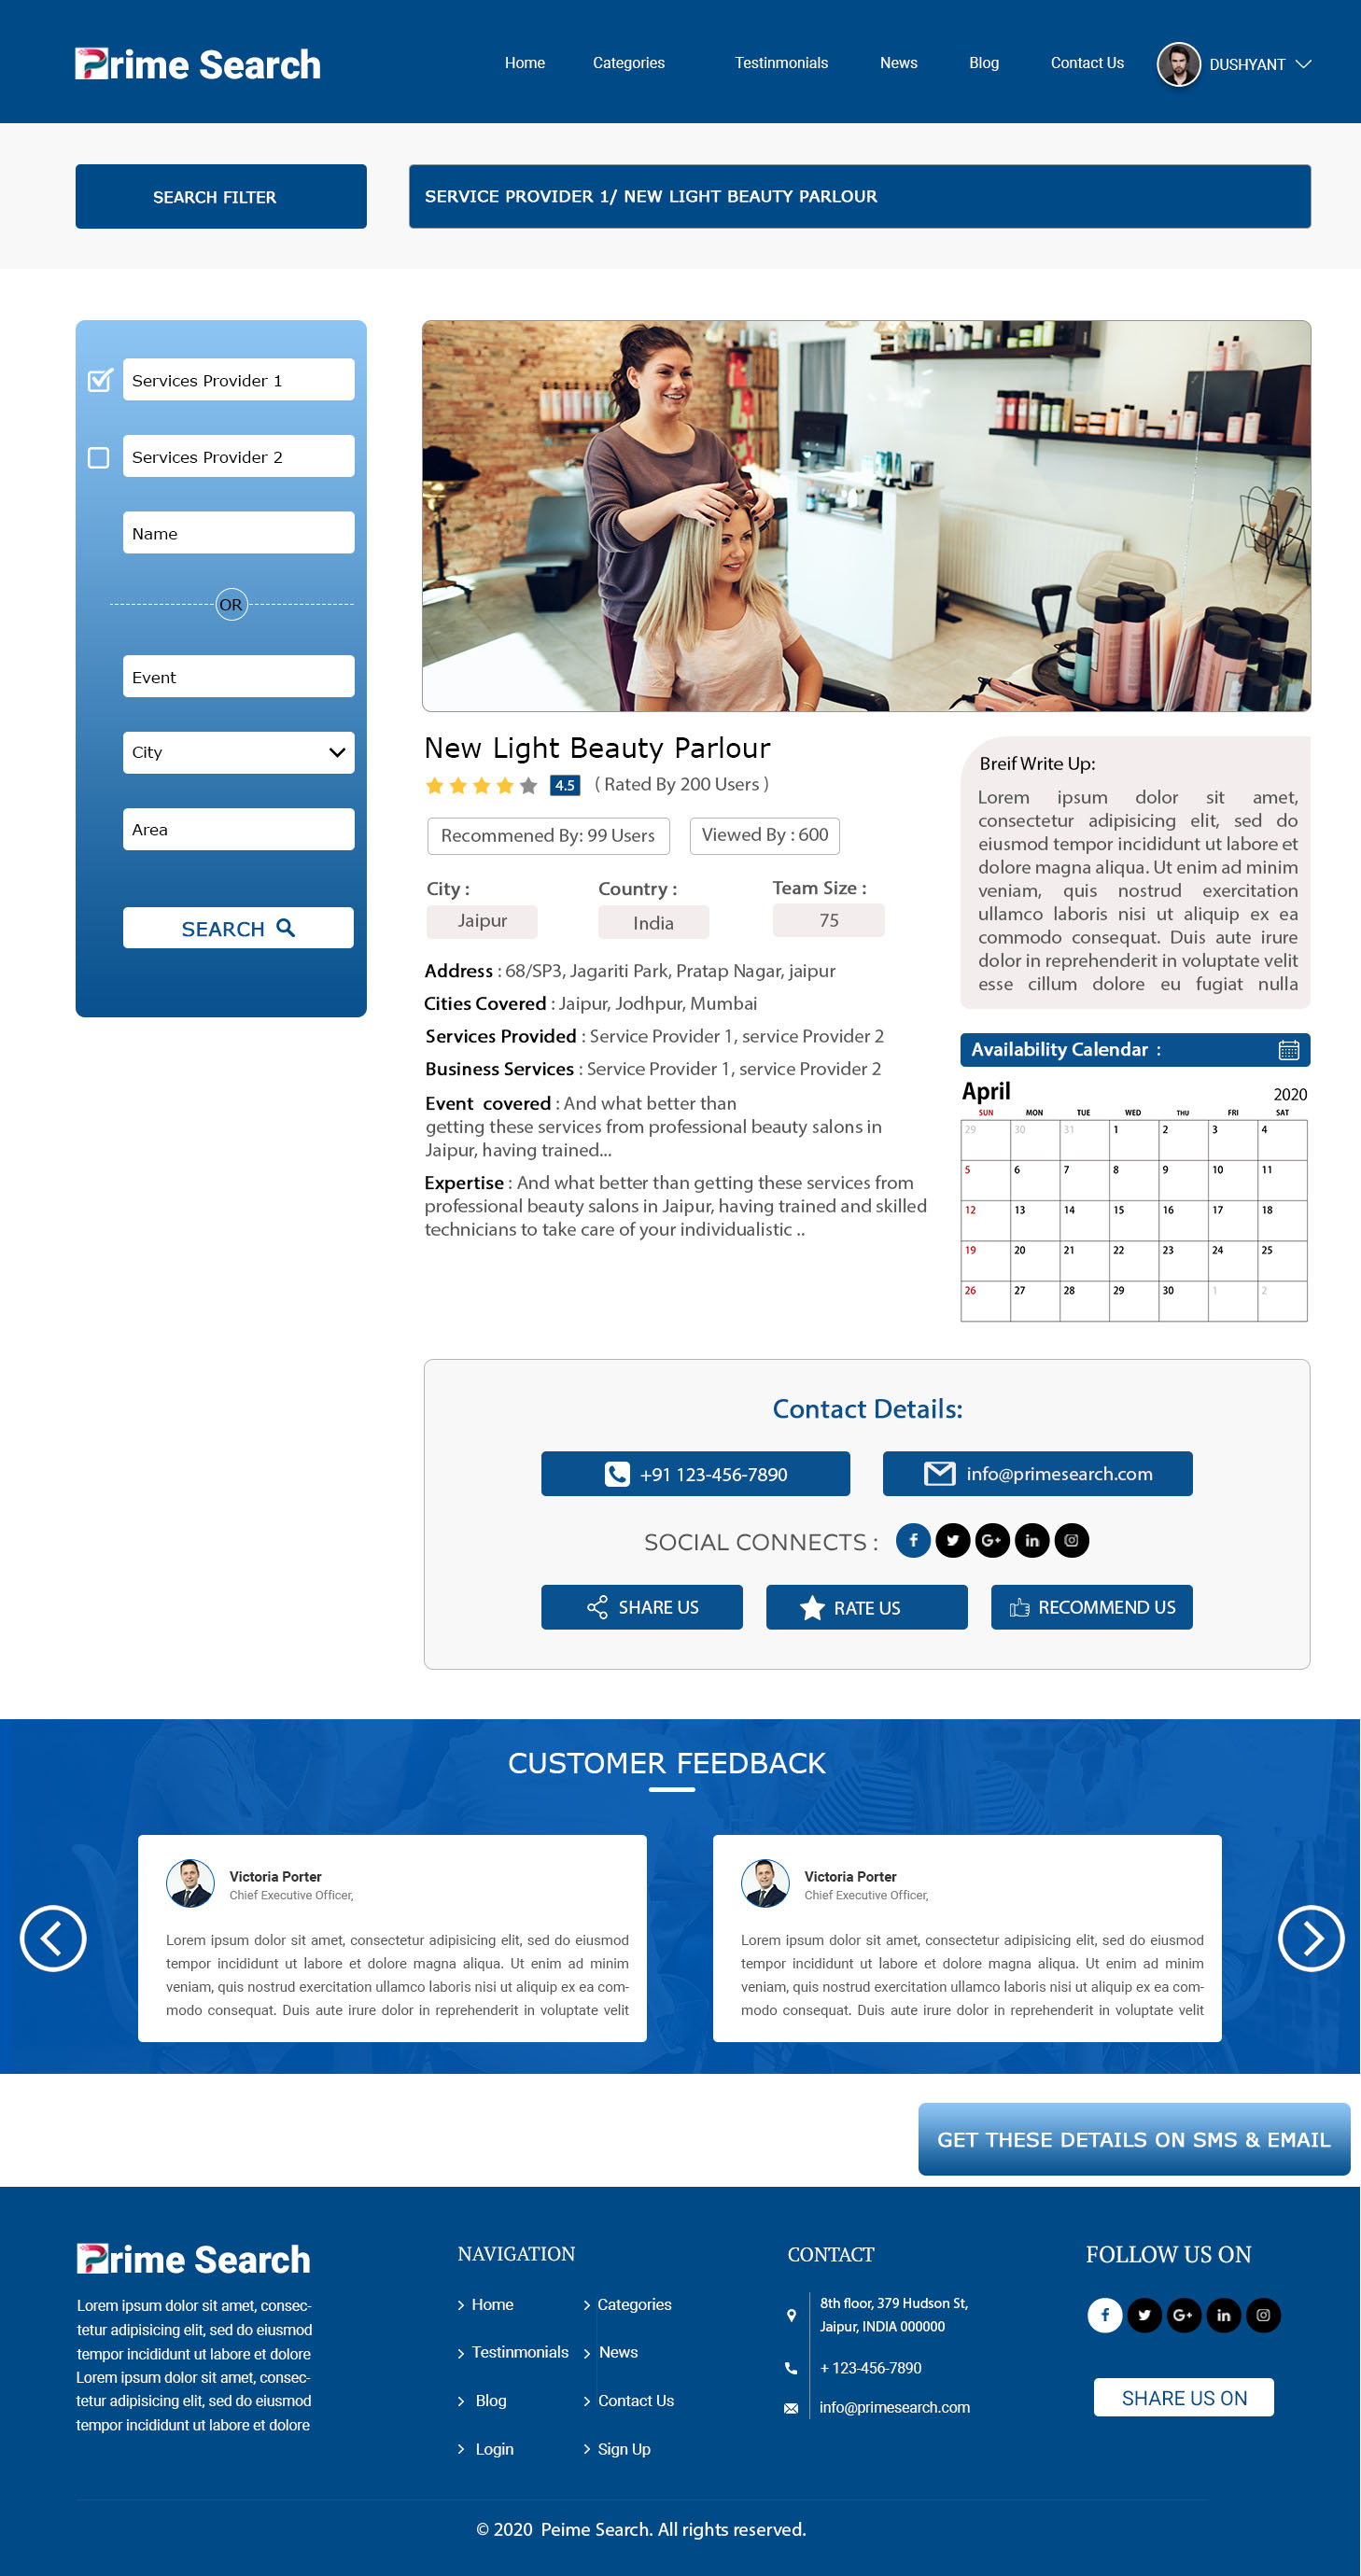 Prime Search
Home Categories Testinmonials News Blog Contact Us DUSHYANT
SEARCH FILTER
SERVICE PROVIDER 1/ NEW LIGHT BEAUTY PARLOUR
Services Provider 1
Services Provider 2
Name
OR
Event
City
Area
SEARCH
New Light Beauty Parlour
4.5 ( Rated By 200 Users )
Recommened By: 99 Users
Viewed By : 600
City : Country : Team Size :
Jaipur India 75
Address : 68/SP3, Jagariti Park, Pratap Nagar, jaipur
Cities Covered : Jaipur, Jodhpur, Mumbai
Services Provided : Service Provider 1, service Provider 2
Business Services : Service Provider 1, service Provider 2
Event covered : And what better than
getting these services from professional beauty salons in
Jaipur, having trained...
Expertise : And what better than getting these services from
professional beauty salons in Jaipur, having trained and skilled
technicians to take care of your individualistic ..
Breif Write Up:
Lorem ipsum dolor sit amet,
consectetur adipisicing elit, sed do
eiusmod tempor incididunt ut labore et
dolore magna aliqua. Ut enim ad minim
veniam, quis nostrud exercitation
ullamco laboris nisi ut aliquip ex ea
commodo consequat. Duis aute irure
dolor in reprehenderit in voluptate velit
esse cillum dolore eu fugiat nulla
Availability Calendar :
April 2020
SUN MON TUE WED THU FRI SAT
29 30 31 1 2 3 4
5 6 7 8 9 10 11
12 13 14 15 16 17 18
19 20 21 22 23 24 25
26 27 28 29 30 1 2
Contact Details:
+91 123-456-7890
info@primesearch.com
SOCIAL CONNECTS :
SHARE US
RATE US
RECOMMEND US
CUSTOMER FEEDBACK
Victoria Porter
Chief Executive Officer,
Lorem ipsum dolor sit amet, consectetur adipisicing elit, sed do eiusmod
tempor incididunt ut labore et dolore magna aliqua. Ut enim ad minim
veniam, quis nostrud exercitation ullamco laboris nisi ut aliquip ex ea com-
modo consequat. Duis aute irure dolor in reprehenderit in voluptate velit
Victoria Porter
Chief Executive Officer,
Lorem ipsum dolor sit amet, consectetur adipisicing elit, sed do eiusmod
tempor incididunt ut labore et dolore magna aliqua. Ut enim ad minim
veniam, quis nostrud exercitation ullamco laboris nisi ut aliquip ex ea com-
modo consequat. Duis aute irure dolor in reprehenderit in voluptate velit
GET THESE DETAILS ON SMS & EMAIL
Prime Search
Lorem ipsum dolor sit amet, consec-
tetur adipisicing elit, sed do eiusmod
tempor incididunt ut labore et dolore
Lorem ipsum dolor sit amet, consec-
tetur adipisicing elit, sed do eiusmod
tempor incididunt ut labore et dolore
NAVIGATION
Home Categories
Testinmonials News
Blog Contact Us
Login Sign Up
CONTACT
8th floor, 379 Hudson St,
Jaipur, INDIA 000000
+ 123-456-7890
info@primesearch.com
FOLLOW US ON
SHARE US ON
© 2020 Peime Search. All rights reserved.